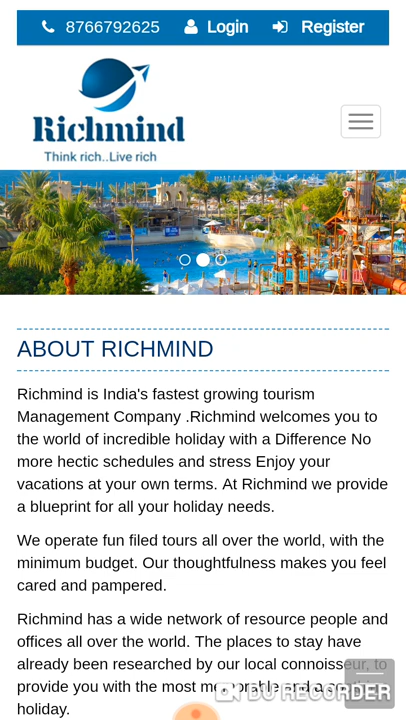 8766792625 Login Register
Richmind
Think rich..Live rich
ABOUT RICHMIND
Richmind is India's fastest growing tourism
Management Company .Richmind welcomes you to
the world of incredible holiday with a Difference No
more hectic schedules and stress Enjoy your
vacations at your own terms. At Richmind we provide
a blueprint for all your holiday needs.
We operate fun filed tours all over the world, with the
minimum budget. Our thoughtfulness makes you feel
cared and pampered.
Richmind has a wide network of resource people and
offices all over the world. The places to stay have
already been researched by our local connoisseur, to
provide you with the most memorable and
holiday.
DU RECORDER